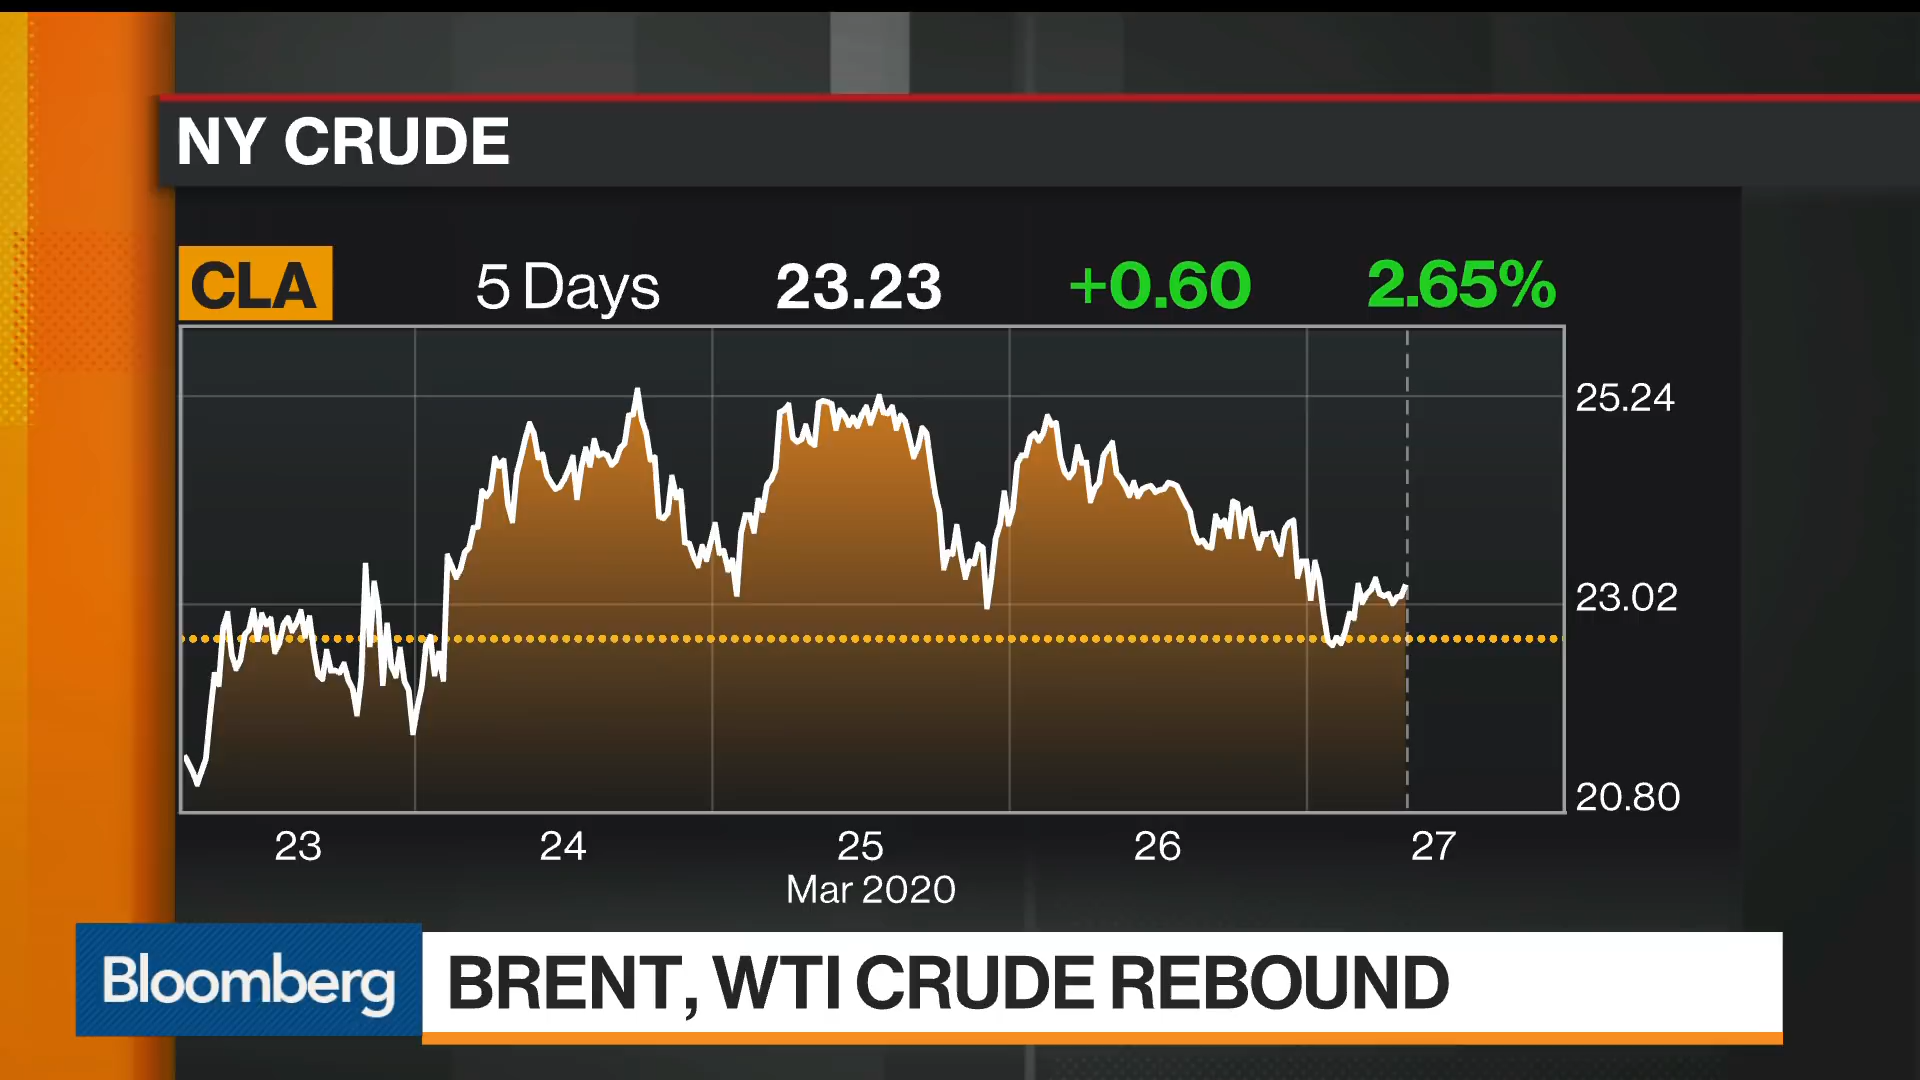 NY CRUDE
CLA 5 Days 23.23 +0.60 2.65%
25.24
23.02
20.80
23 24 25 26 27
Mar 2020
Bloomberg BRENT, WTI CRUDE REBOUND